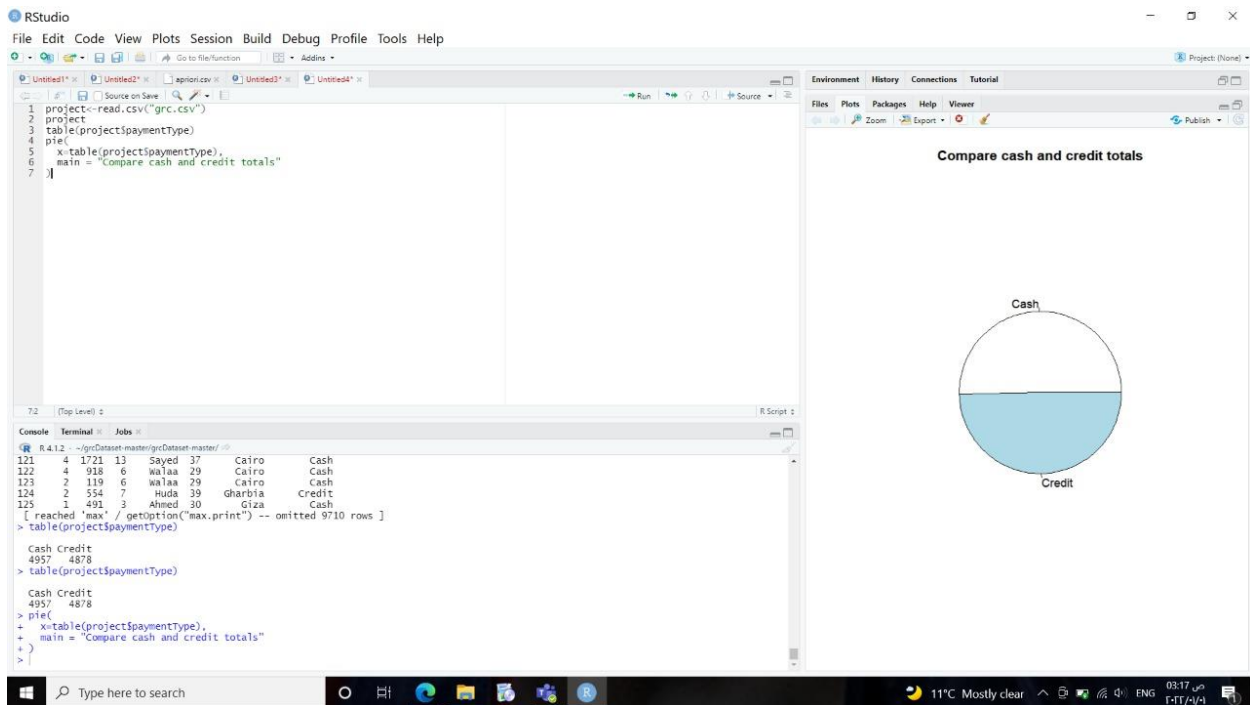 RStudio
File Edit Code View Plots Session Build Debug Profile Tools Help
Go to file/function Addins Project: (None)
Untitled1* Untitled2* apriori.csv Untitled3* Untitled4*
Source on Save Run Source
1 project<-read.csv("grc.csv")
2 project
3 table(project$paymentType)
4 pie(
5 x=table(project$paymentType),
6 main = "Compare cash and credit totals"
7 )
7:2 (Top Level) R Script
Console Terminal Jobs
R 4.1.2 · ~/grcDataset-master/grcDataset-master/
121 4 1721 13 Sayed 37 Cairo Cash
122 4 918 6 Walaa 29 Cairo Cash
123 2 119 6 Walaa 29 Cairo Cash
124 2 554 7 Huda 39 Gharbia Credit
125 1 491 3 Ahmed 30 Giza Cash
[ reached 'max' / getOption("max.print") -- omitted 9710 rows ]
> table(project$paymentType)
Cash Credit
4957 4878
> table(project$paymentType)
Cash Credit
4957 4878
> pie(
+ x=table(project$paymentType),
+ main = "Compare cash and credit totals"
+ )
>
Environment History Connections Tutorial
Files Plots Packages Help Viewer
Zoom Export Publish
Compare cash and credit totals
Cash
Credit
Type here to search
11°C Mostly clear ENG 03:17 ص
٢٠٢٢/٠١/٠١